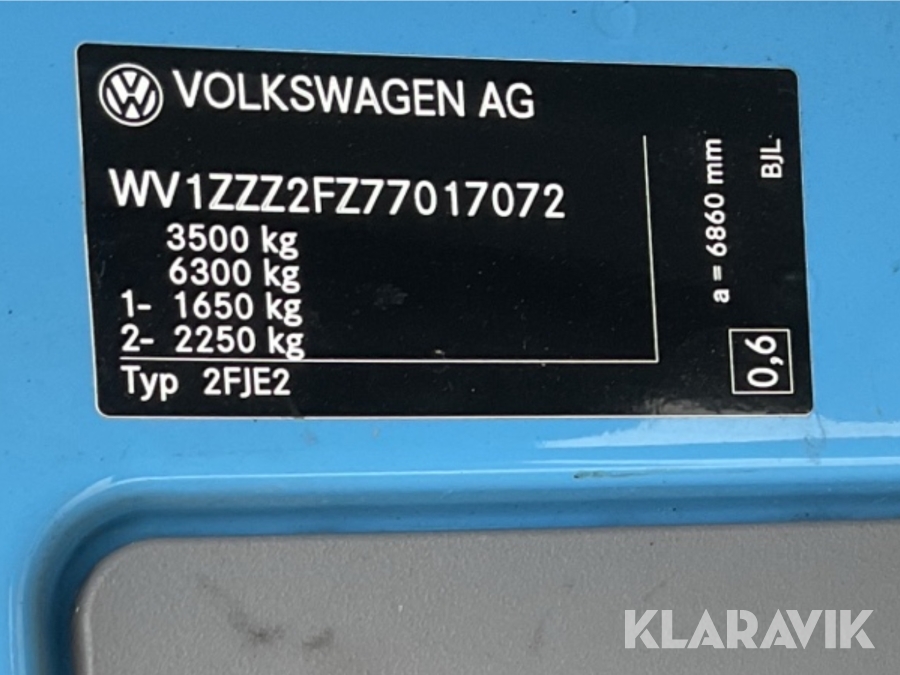 VOLKSWAGEN AG
WV1ZZZ2FZ77017072
3500 kg
6300 kg
1- 1650 kg
2- 2250 kg
Typ 2FJE2
a = 6860 mm
BJL
0,6
KLARAVIK